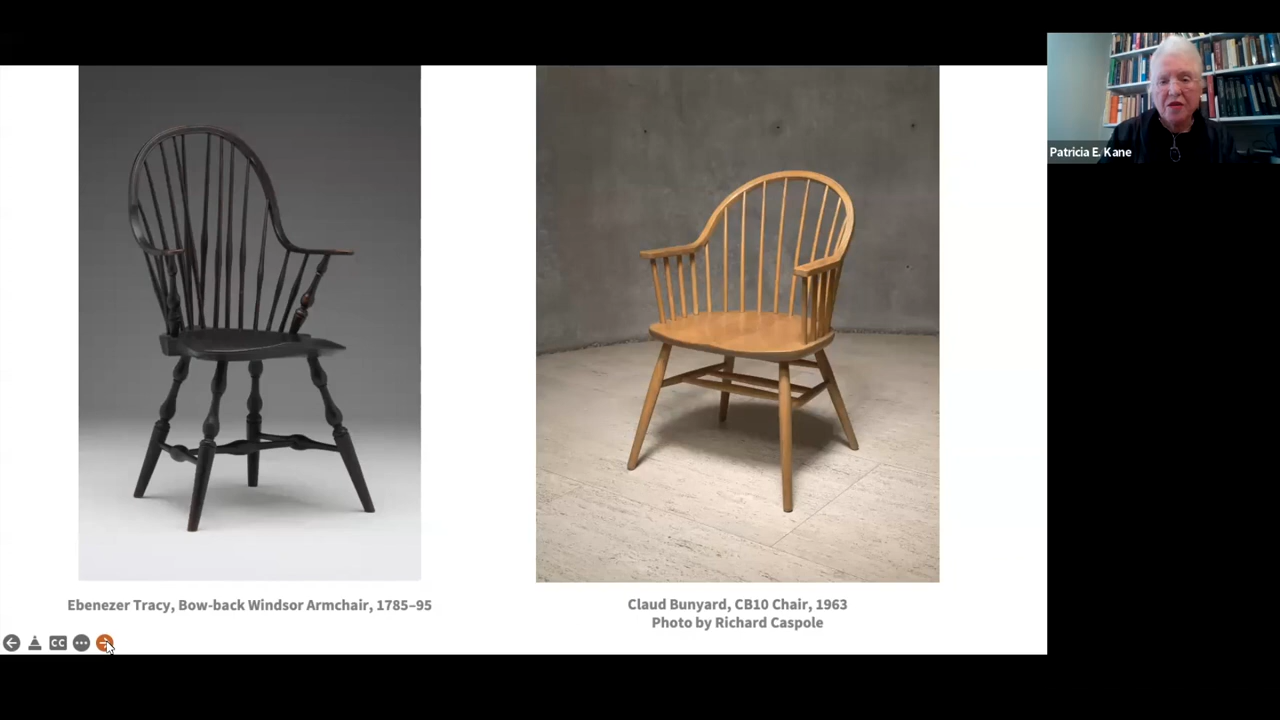 Patricia E. Kane
Ebenezer Tracy, Bow-back Windsor Armchair, 1785–95
Claud Bunyard, CB10 Chair, 1963
Photo by Richard Caspole
CC